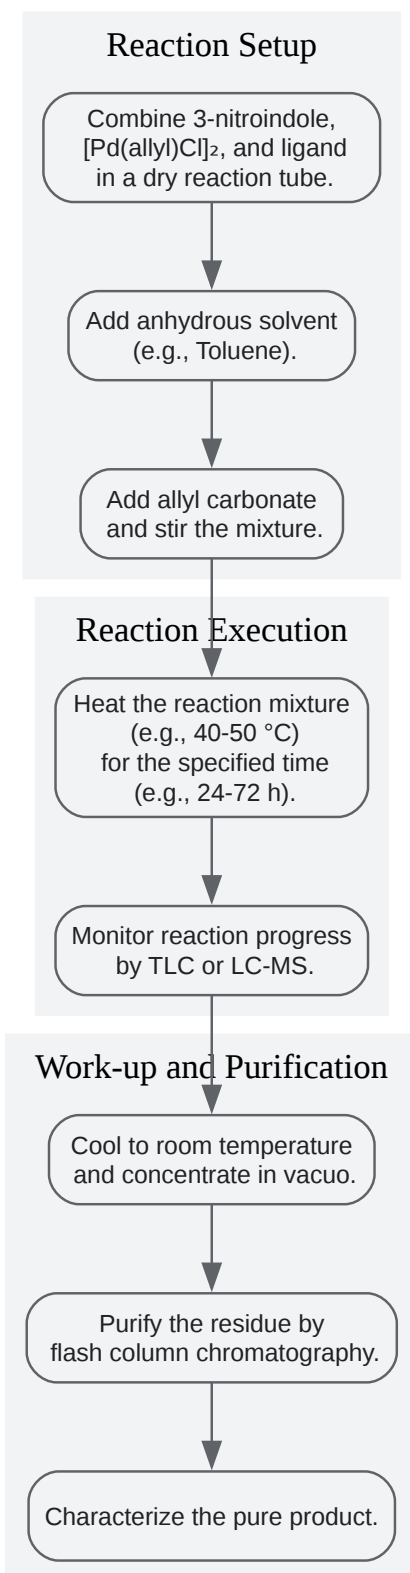 Reaction Setup
Combine 3-nitroindole,
[Pd(allyl)Cl]₂, and ligand
in a dry reaction tube.
Add anhydrous solvent
(e.g., Toluene).
Add allyl carbonate
and stir the mixture.
Reaction Execution
Heat the reaction mixture
(e.g., 40-50 °C)
for the specified time
(e.g., 24-72 h).
Monitor reaction progress
by TLC or LC-MS.
Work-up and Purification
Cool to room temperature
and concentrate in vacuo.
Purify the residue by
flash column chromatography.
Characterize the pure product.